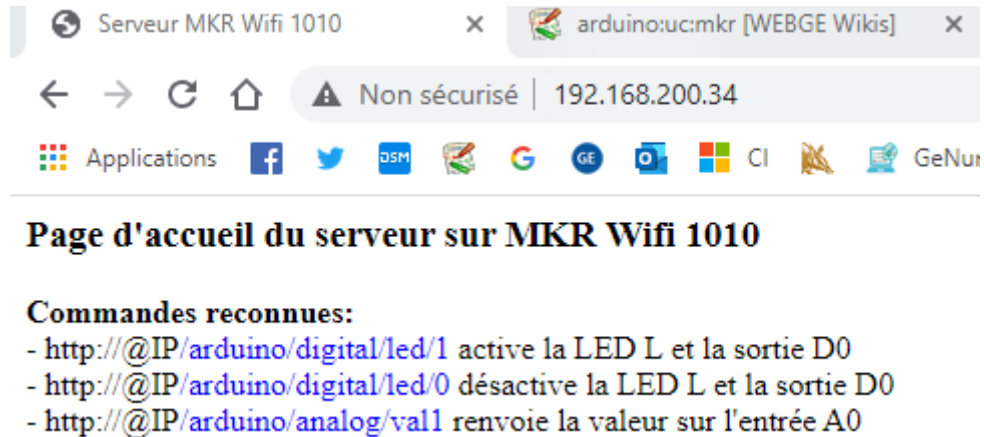 Serveur MKR Wifi 1010
arduino:uc:mkr [WEBGE Wikis]
Non sécurisé | 192.168.200.34
Applications f DSM G GE CI GeNur
Page d'accueil du serveur sur MKR Wifi 1010
Commandes reconnues:
- http://@IP/arduino/digital/led/1 active la LED L et la sortie D0
- http://@IP/arduino/digital/led/0 désactive la LED L et la sortie D0
- http://@IP/arduino/analog/val1 renvoie la valeur sur l'entrée A0